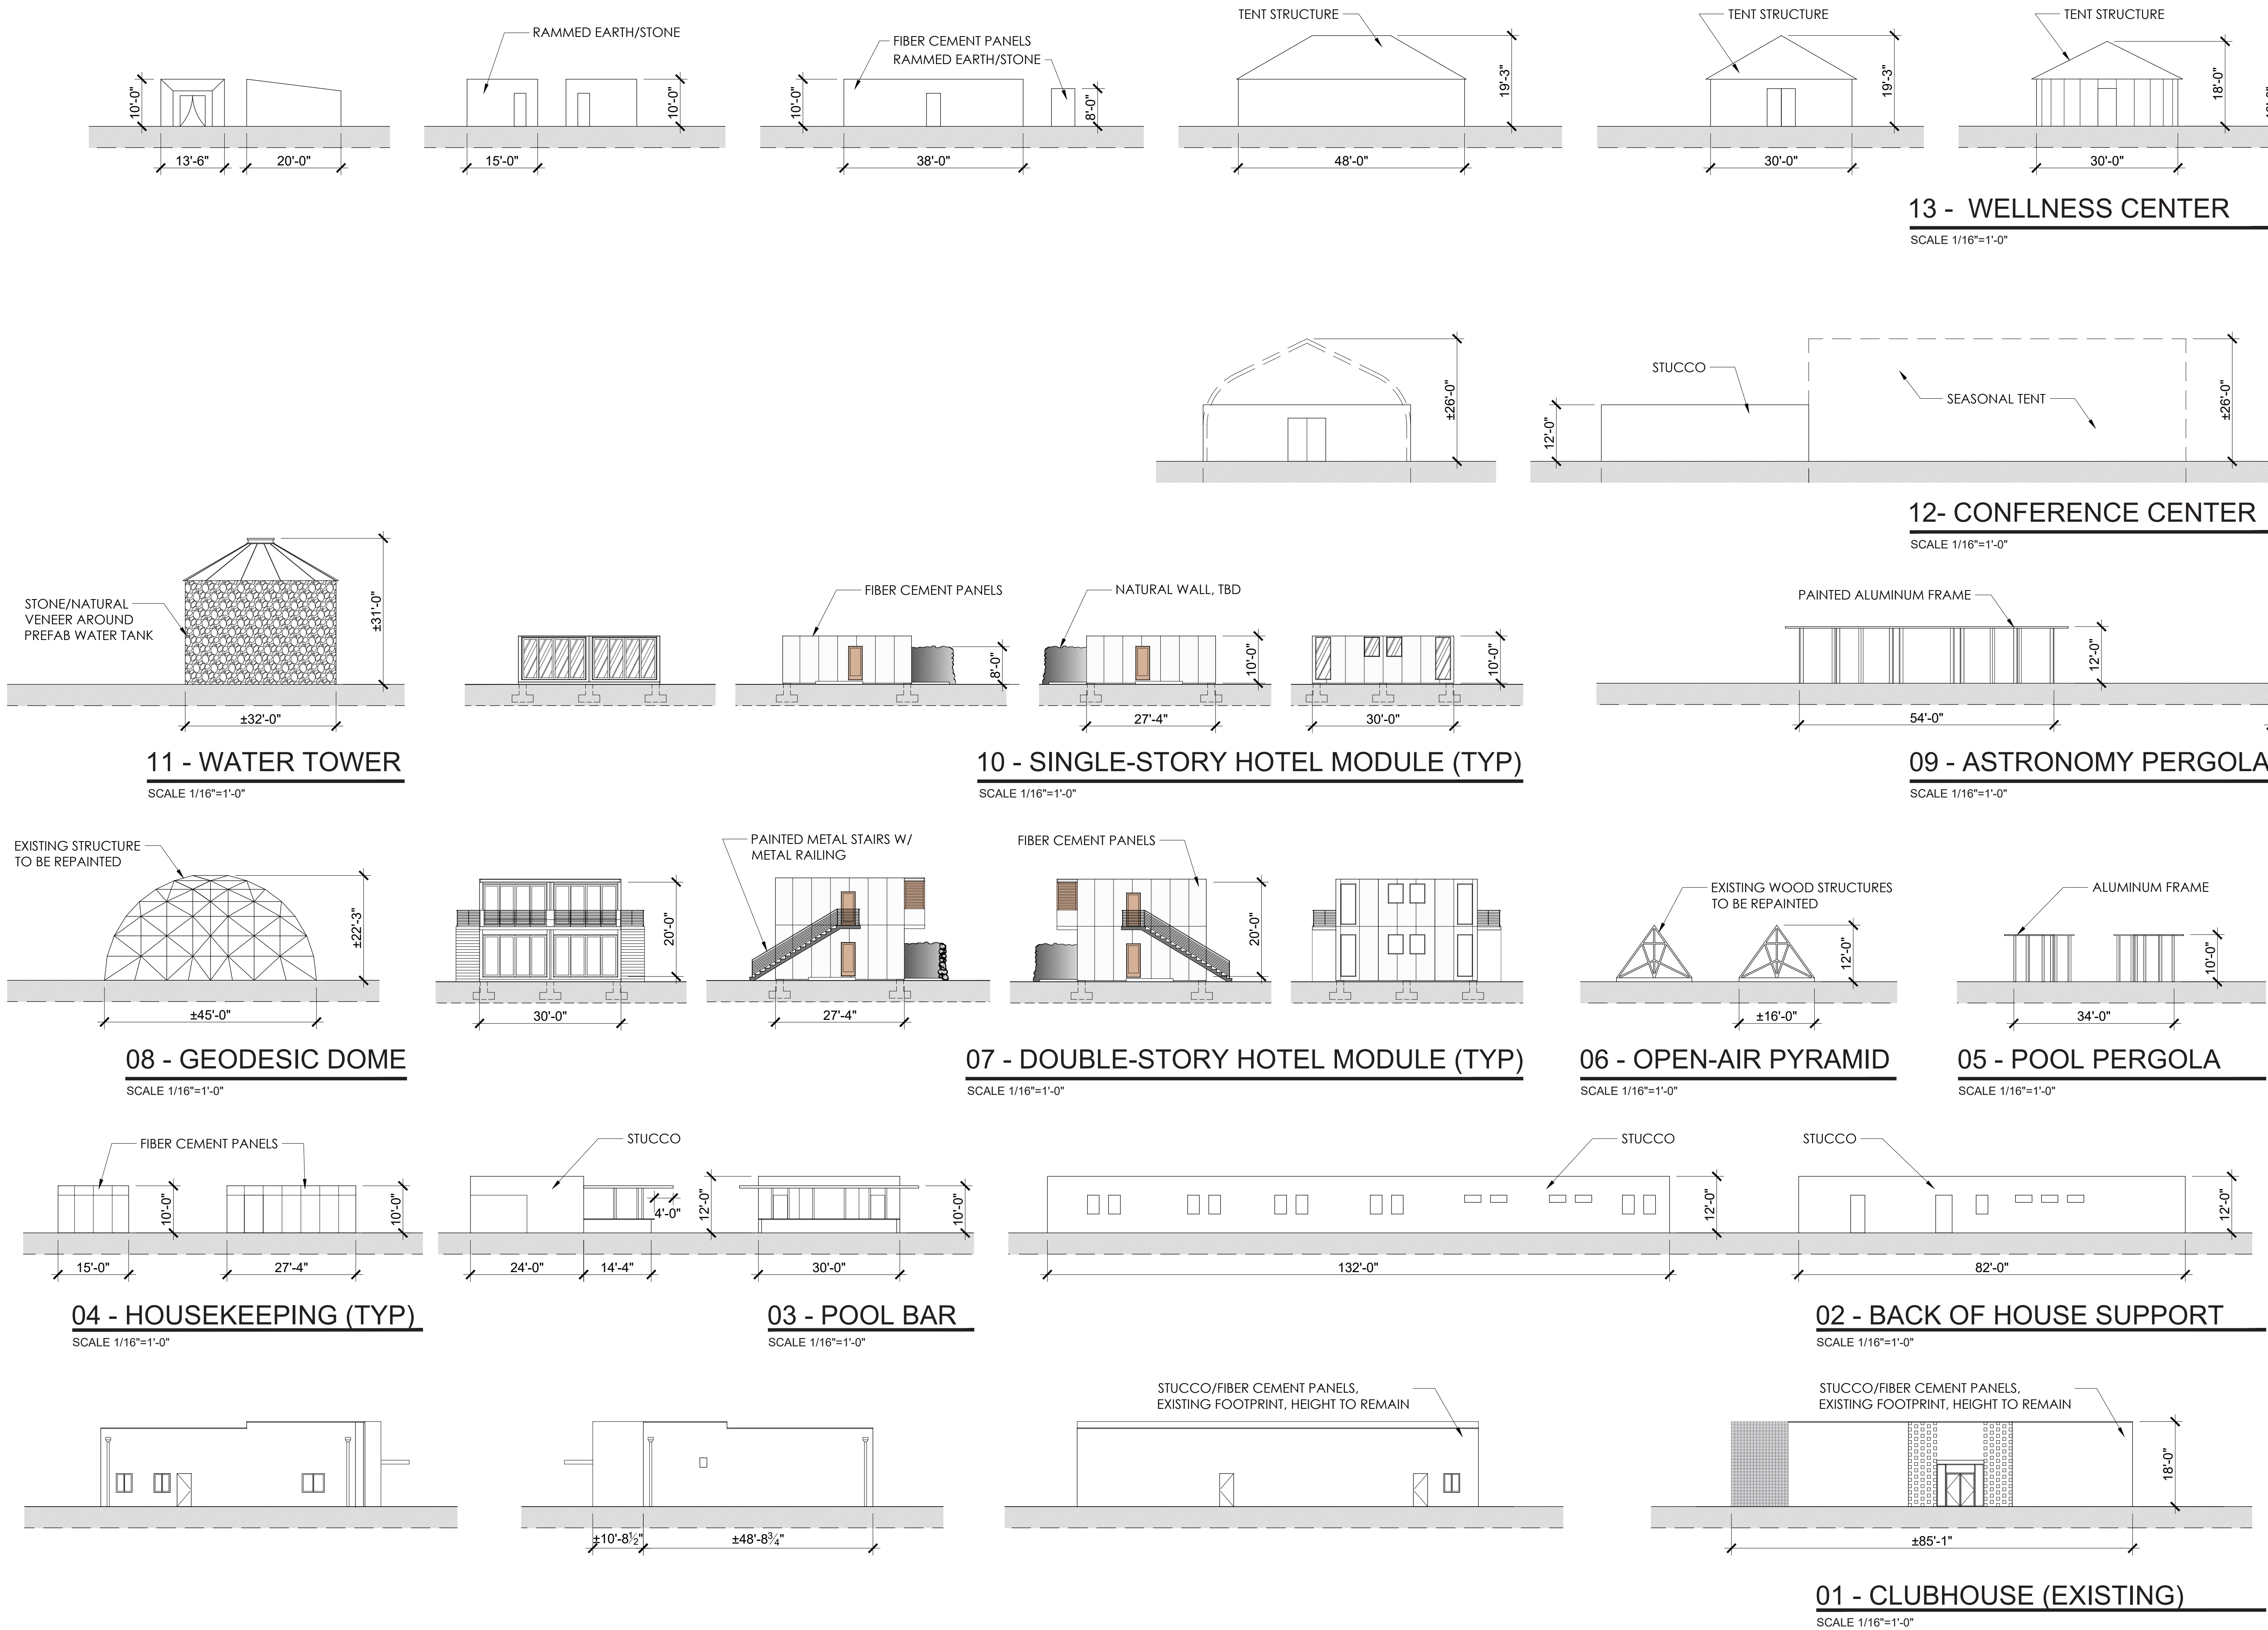 RAMMED EARTH/STONE
FIBER CEMENT PANELS
RAMMED EARTH/STONE
TENT STRUCTURE
TENT STRUCTURE
TENT STRUCTURE
10'-0"
10'-0"
10'-0"
8'-0"
19'-3"
19'-3"
18'-0"
13'-6"
20'-0"
15'-0"
38'-0"
48'-0"
30'-0"
30'-0"
13 - WELLNESS CENTER
SCALE 1/16"=1'-0"
±26'-0"
STUCCO
SEASONAL TENT
12'-0"
±26'-0"
12- CONFERENCE CENTER
SCALE 1/16"=1'-0"
STONE/NATURAL
VENEER AROUND
PREFAB WATER TANK
±31'-0"
±32'-0"
11 - WATER TOWER
SCALE 1/16"=1'-0"
FIBER CEMENT PANELS
NATURAL WALL, TBD
8'-0"
10'-0"
10'-0"
27'-4"
30'-0"
10 - SINGLE-STORY HOTEL MODULE (TYP)
SCALE 1/16"=1'-0"
PAINTED ALUMINUM FRAME
12'-0"
54'-0"
09 - ASTRONOMY PERGOLA
SCALE 1/16"=1'-0"
EXISTING STRUCTURE
TO BE REPAINTED
±22'-3"
±45'-0"
08 - GEODESIC DOME
SCALE 1/16"=1'-0"
PAINTED METAL STAIRS W/
METAL RAILING
FIBER CEMENT PANELS
20'-0"
20'-0"
30'-0"
27'-4"
07 - DOUBLE-STORY HOTEL MODULE (TYP)
SCALE 1/16"=1'-0"
EXISTING WOOD STRUCTURES
TO BE REPAINTED
12'-0"
±16'-0"
06 - OPEN-AIR PYRAMID
SCALE 1/16"=1'-0"
ALUMINUM FRAME
10'-0"
34'-0"
05 - POOL PERGOLA
SCALE 1/16"=1'-0"
FIBER CEMENT PANELS
10'-0"
10'-0"
15'-0"
27'-4"
04 - HOUSEKEEPING (TYP)
SCALE 1/16"=1'-0"
STUCCO
4'-0"
12'-0"
10'-0"
24'-0"
14'-4"
30'-0"
03 - POOL BAR
SCALE 1/16"=1'-0"
STUCCO
STUCCO
12'-0"
12'-0"
132'-0"
82'-0"
02 - BACK OF HOUSE SUPPORT
SCALE 1/16"=1'-0"
STUCCO/FIBER CEMENT PANELS,
EXISTING FOOTPRINT, HEIGHT TO REMAIN
STUCCO/FIBER CEMENT PANELS,
EXISTING FOOTPRINT, HEIGHT TO REMAIN
18'-0"
±10'-8½"
±48'-8¾"
±85'-1"
01 - CLUBHOUSE (EXISTING)
SCALE 1/16"=1'-0"